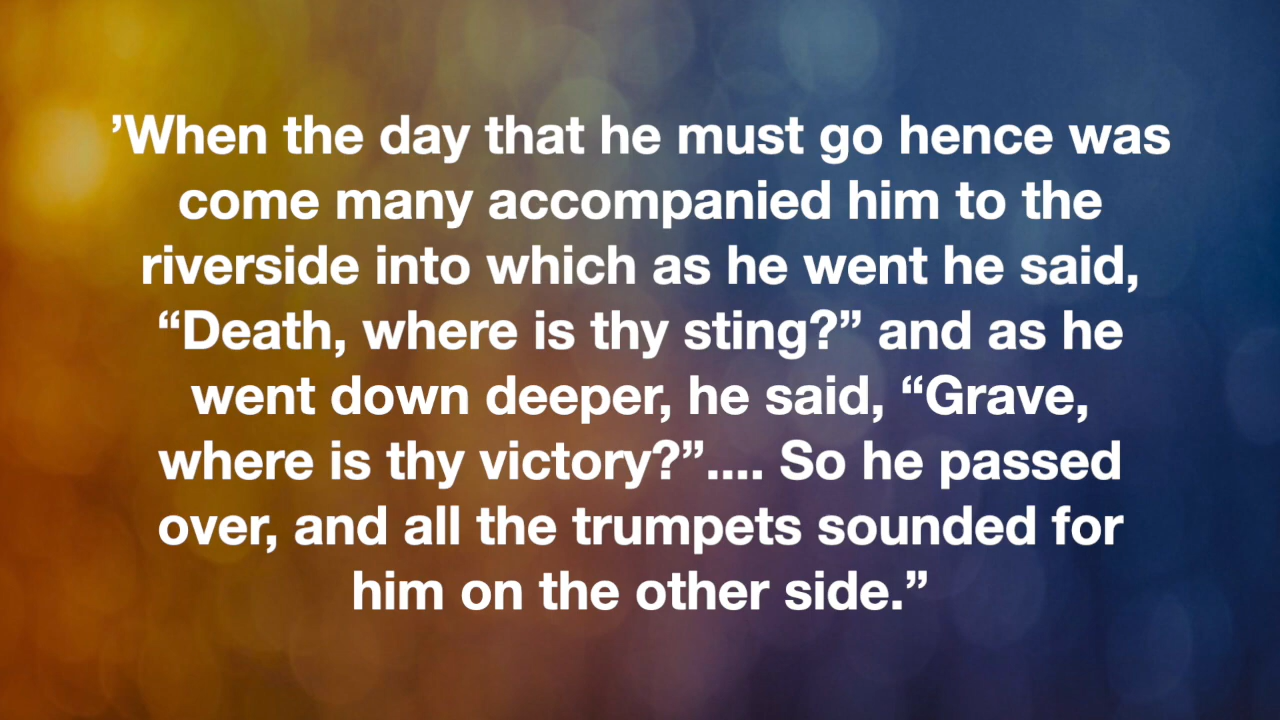 ’When the day that he must go hence was
come many accompanied him to the
riverside into which as he went he said,
“Death, where is thy sting?” and as he
went down deeper, he said, “Grave,
where is thy victory?”.... So he passed
over, and all the trumpets sounded for
him on the other side.”